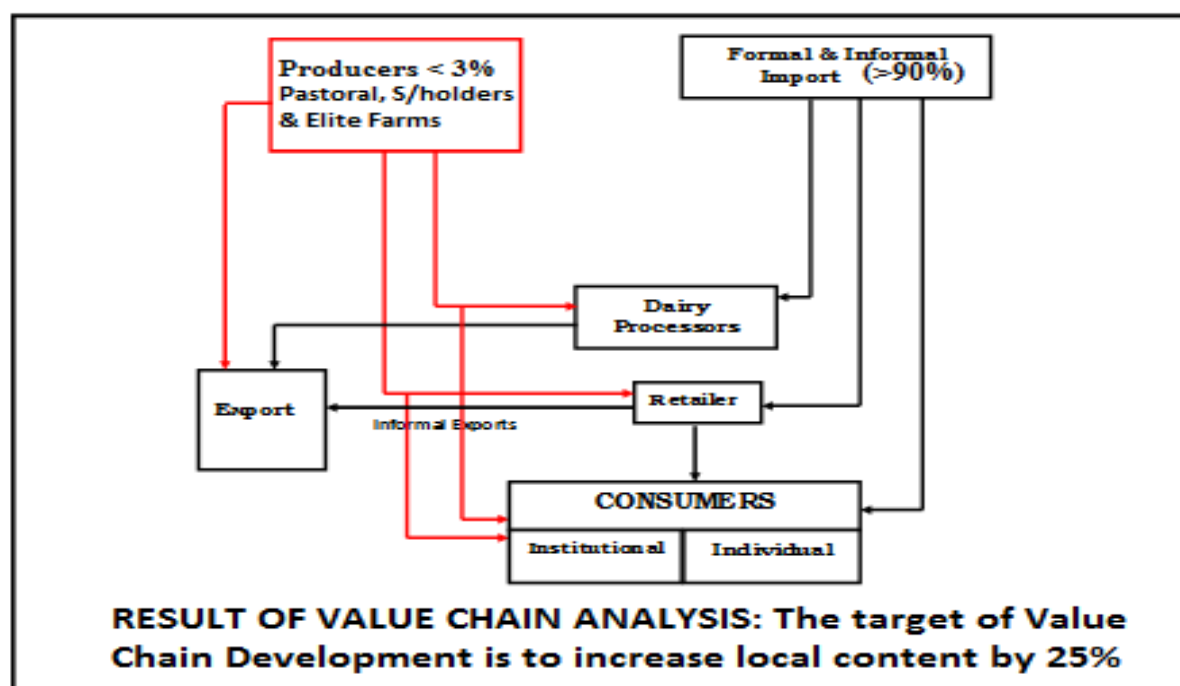 Producers < 3%
Pastoral, S/holders
& Elite Farms
Formal & Informal
Import (>90%)
Dairy
Processors
Export
Retailer
Informal Exports
CONSUMERS
Institutional
Individual
RESULT OF VALUE CHAIN ANALYSIS: The target of Value
Chain Development is to increase local content by 25%